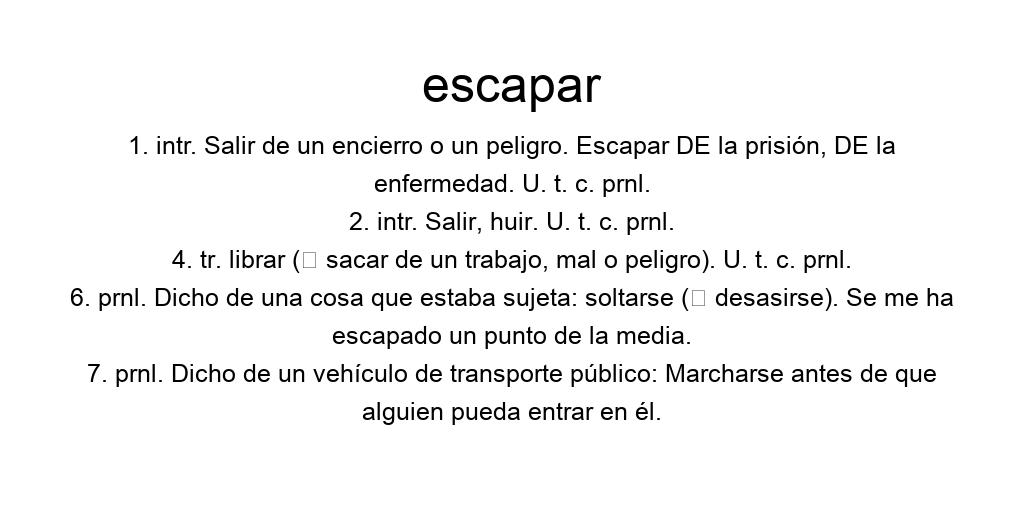 escapar
1. intr. Salir de un encierro o un peligro. Escapar DE la prisión, DE la
enfermedad. U. t. c. prnl.
2. intr. Salir, huir. U. t. c. prnl.
4. tr. librar (▯ sacar de un trabajo, mal o peligro). U. t. c. prnl.
6. prnl. Dicho de una cosa que estaba sujeta: soltarse (▯ desasirse). Se me ha
escapado un punto de la media.
7. prnl. Dicho de un vehículo de transporte público: Marcharse antes de que
alguien pueda entrar en él.